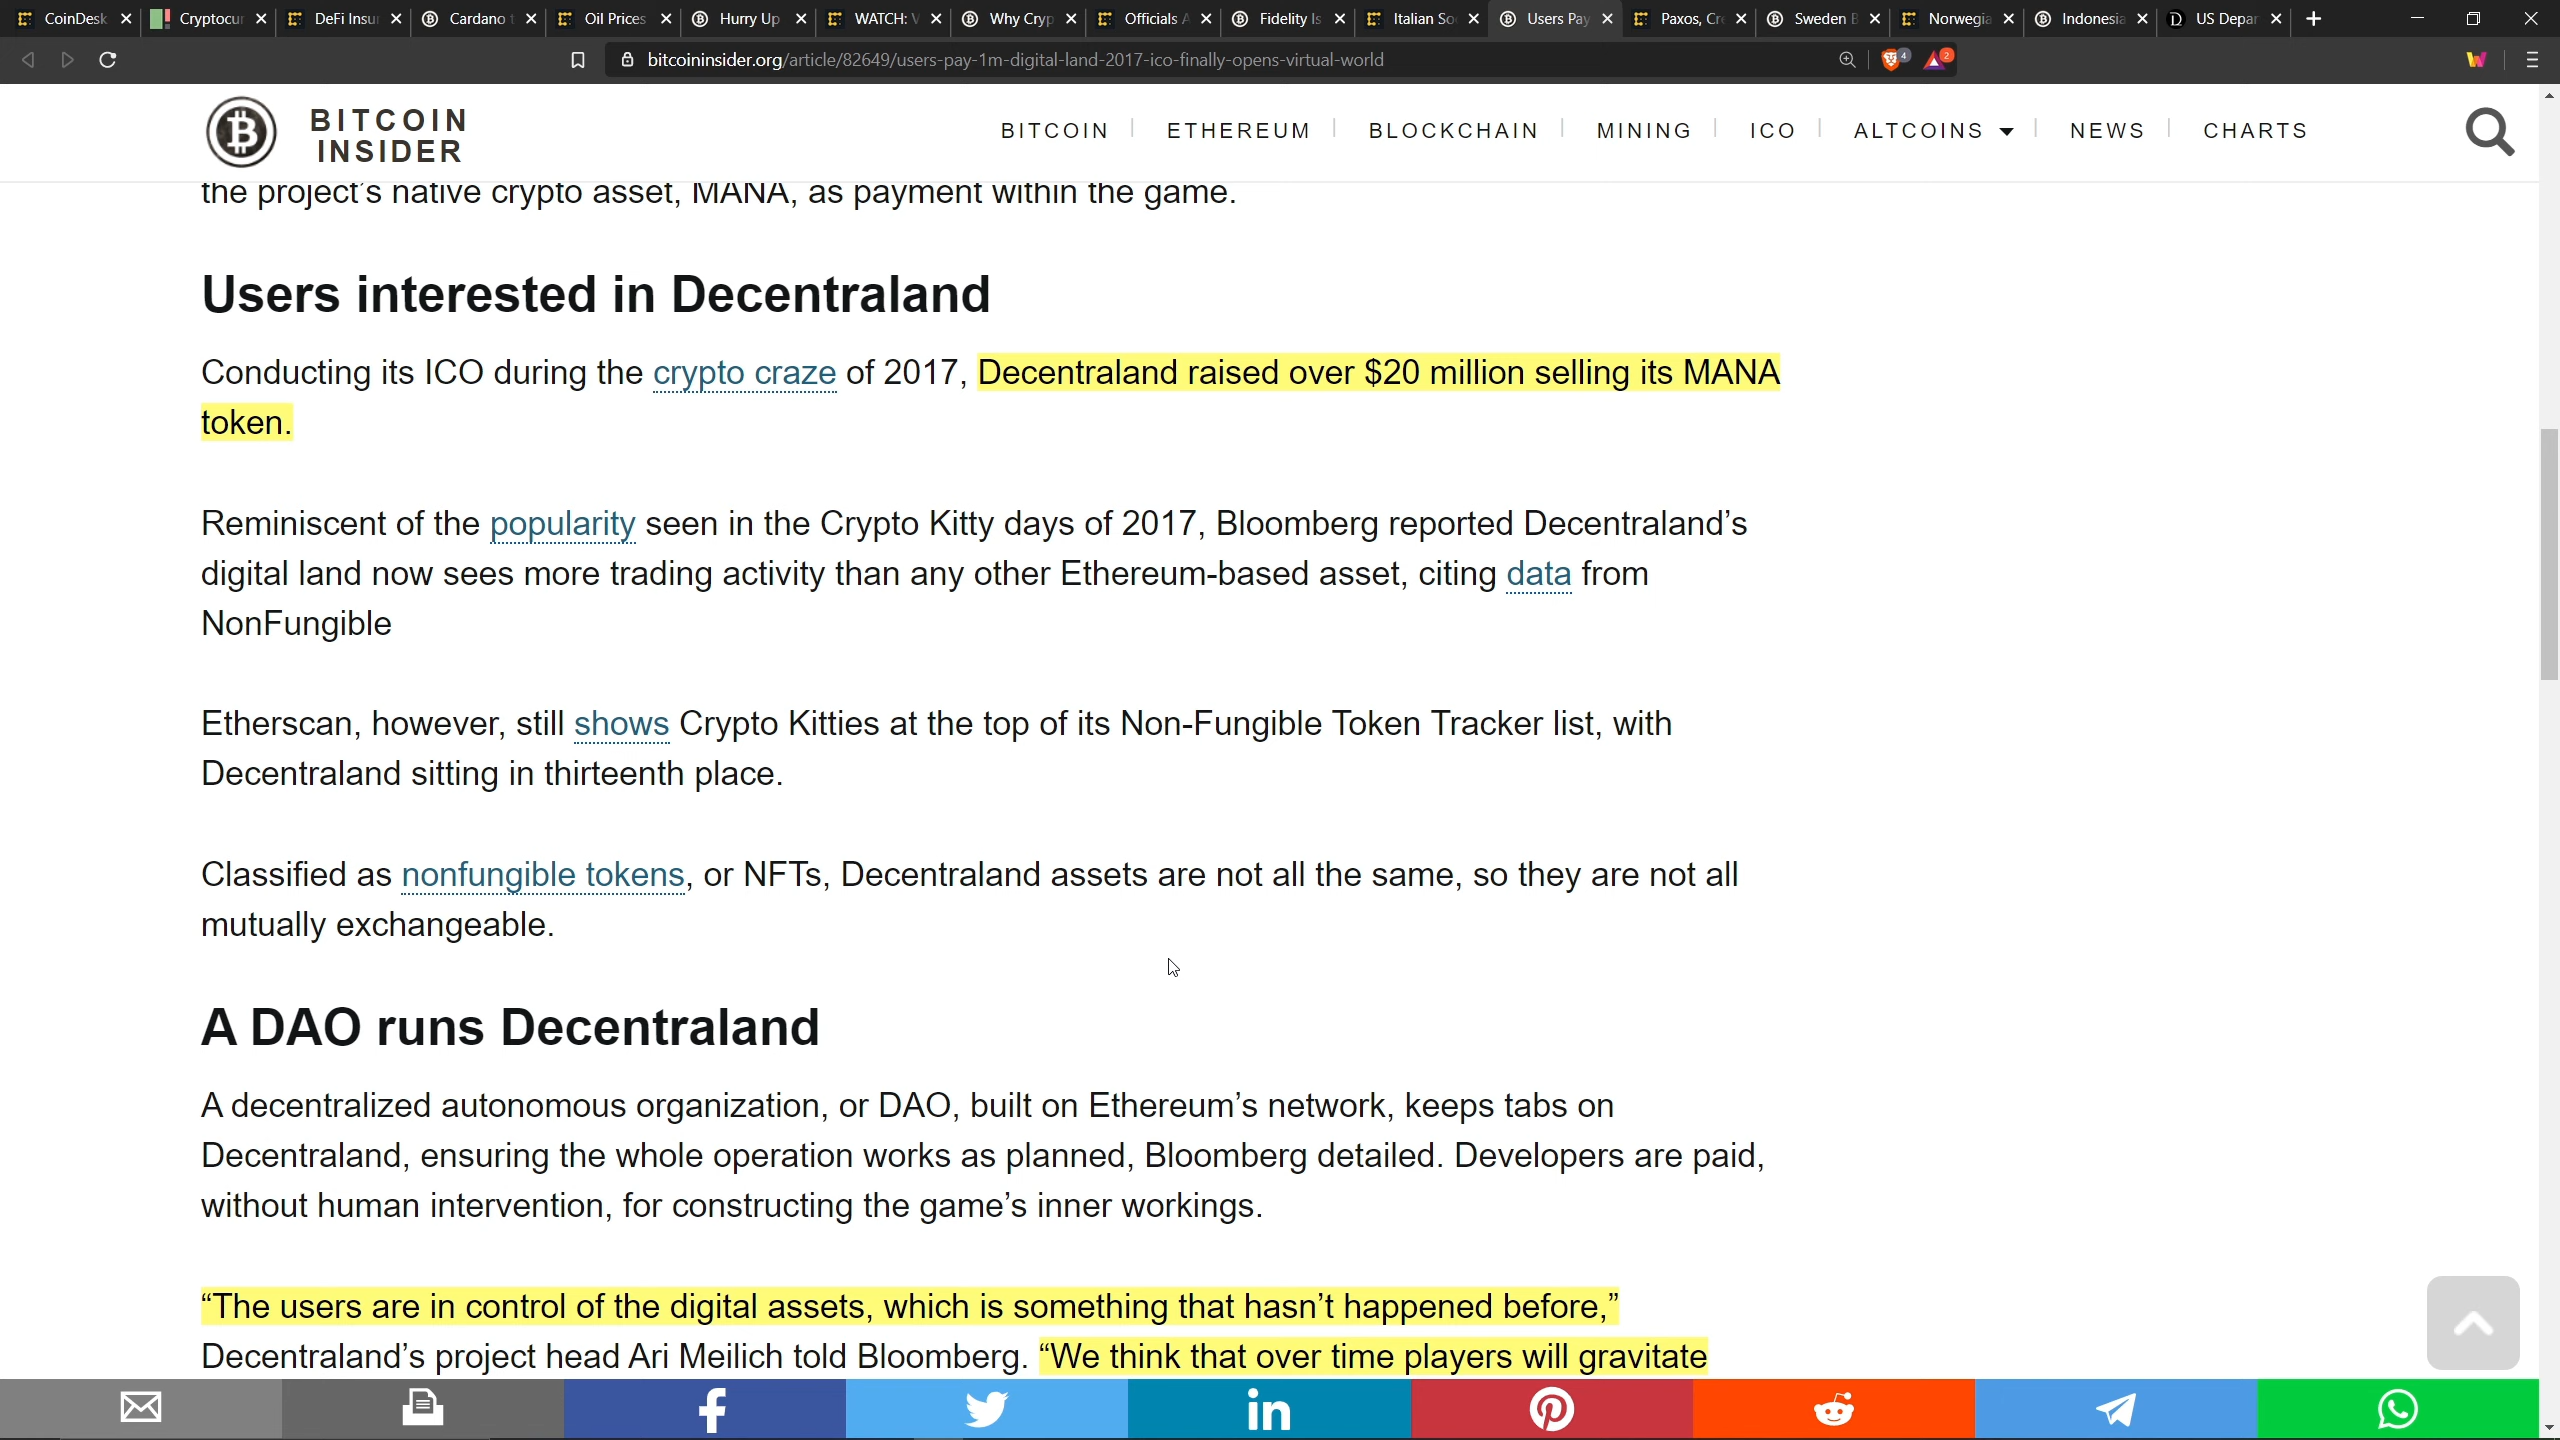 CoinDesk
Cryptocur
DeFi Insur
Cardano t
Oil Prices
Hurry Up
WATCH: V
Why Cryp
Officials A
Fidelity Is
Italian So
Users Pay
Paxos, Cre
Sweden B
Norwegia
Indonesia
US Depar
bitcoininsider.org/article/82649/users-pay-1m-digital-land-2017-ico-finally-opens-virtual-world
4
2
BITCOIN
INSIDER
BITCOIN
ETHEREUM
BLOCKCHAIN
MINING
ICO
ALTCOINS
NEWS
CHARTS
the project's native crypto asset, MANA, as payment within the game.
Users interested in Decentraland
Conducting its ICO during the crypto craze of 2017, Decentraland raised over $20 million selling its MANA
token.
Reminiscent of the popularity seen in the Crypto Kitty days of 2017, Bloomberg reported Decentraland’s
digital land now sees more trading activity than any other Ethereum-based asset, citing data from
NonFungible
Etherscan, however, still shows Crypto Kitties at the top of its Non-Fungible Token Tracker list, with
Decentraland sitting in thirteenth place.
Classified as nonfungible tokens, or NFTs, Decentraland assets are not all the same, so they are not all
mutually exchangeable.
A DAO runs Decentraland
A decentralized autonomous organization, or DAO, built on Ethereum’s network, keeps tabs on
Decentraland, ensuring the whole operation works as planned, Bloomberg detailed. Developers are paid,
without human intervention, for constructing the game’s inner workings.
“The users are in control of the digital assets, which is something that hasn’t happened before,”
Decentraland’s project head Ari Meilich told Bloomberg. “We think that over time players will gravitate